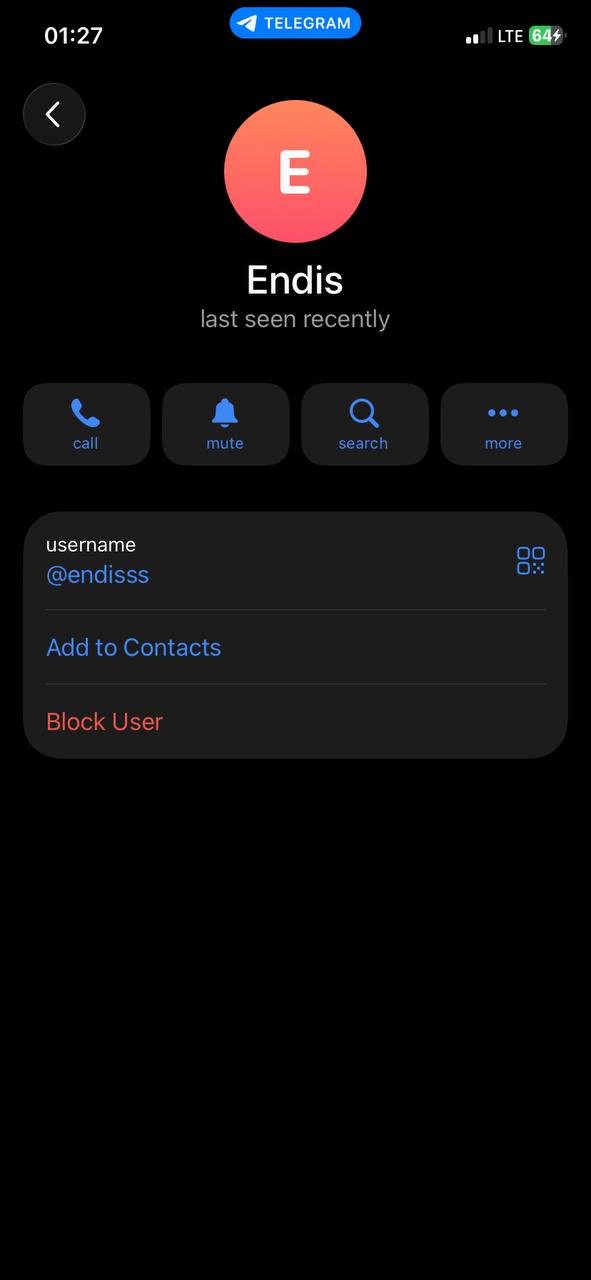 01:27
TELEGRAM
LTE
64
E
Endis
last seen recently
call
mute
search
more
username
@endisss
Add to Contacts
Block User